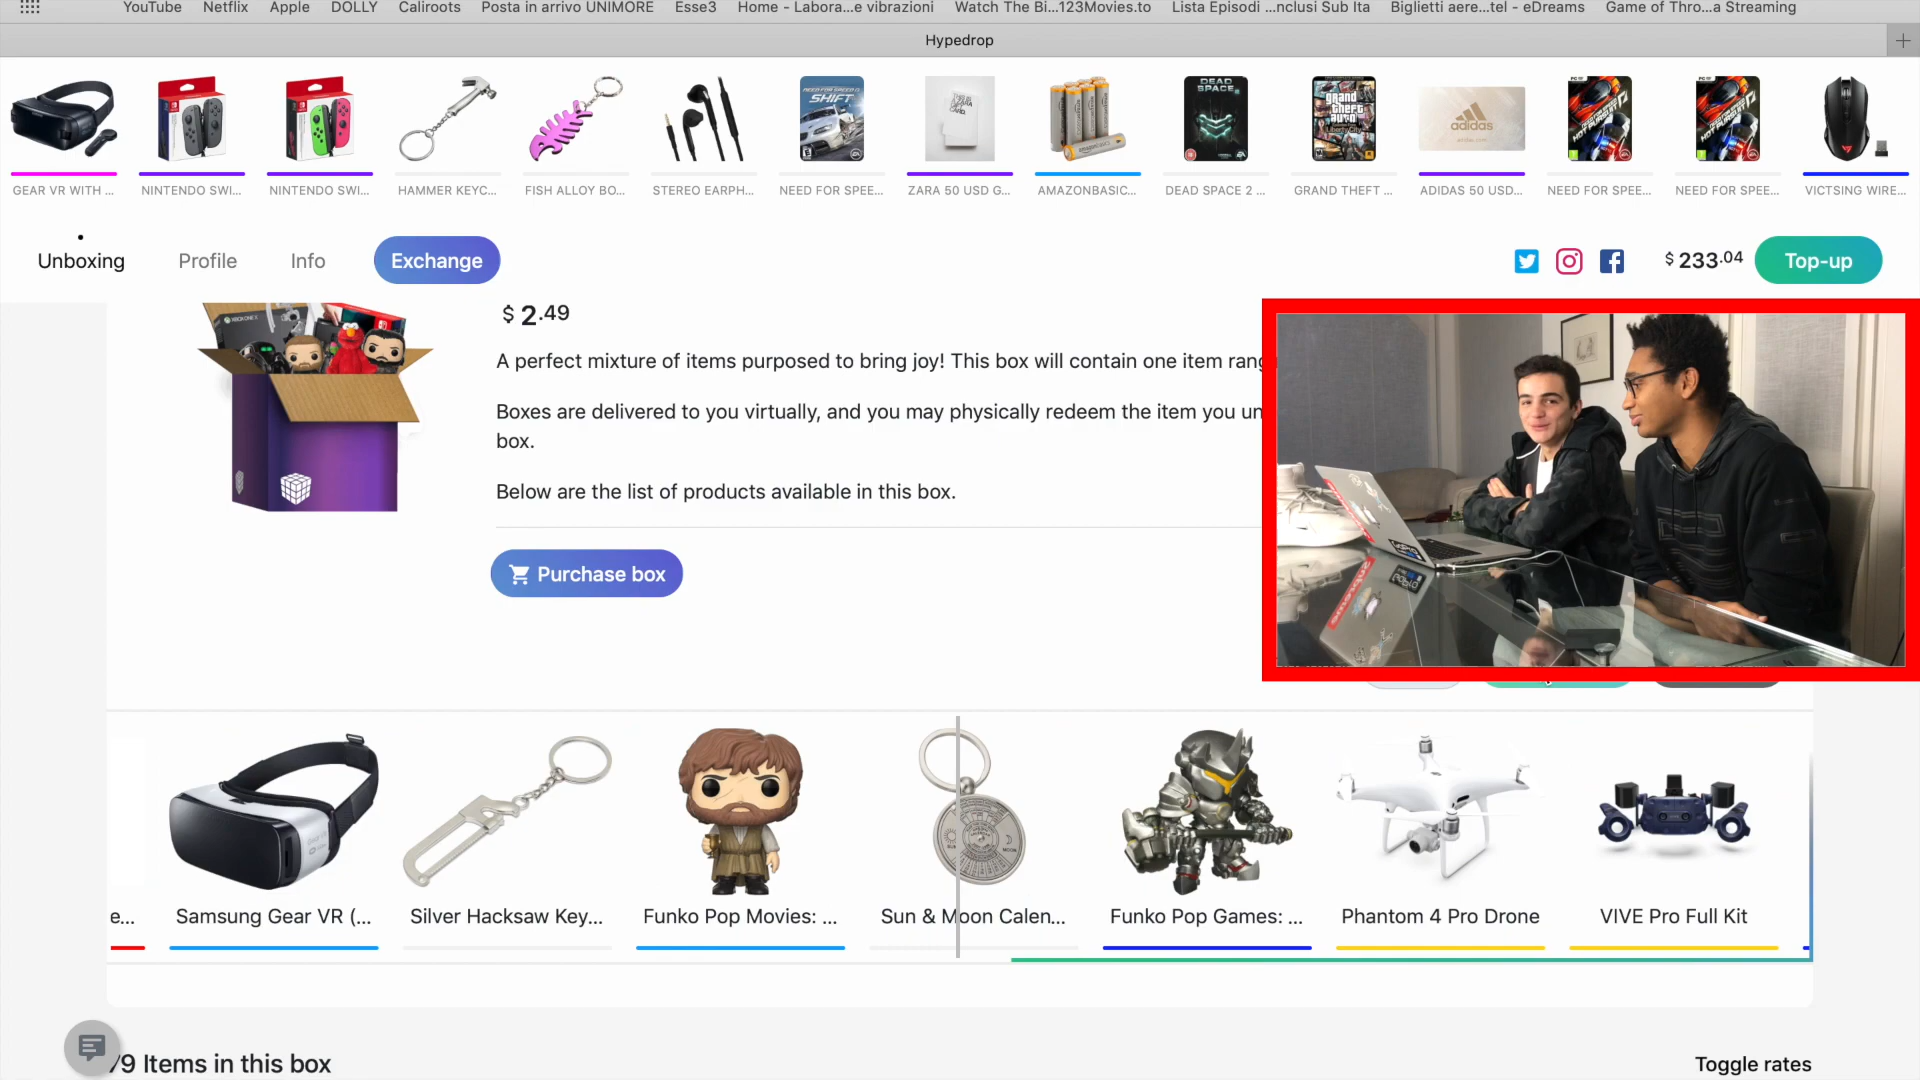 YouTube Netflix Apple DOLLY Caliroots Posta in arrivo UNIMORE Esse3 Home - Labora...e vibrazioni Watch The Bi...123Movies.to Lista Episodi ...nclusi Sub Ita Biglietti aere...tel - eDreams Game of Thro...a Streaming
Hypedrop
GEAR VR WITH ... NINTENDO SWI... NINTENDO SWI... HAMMER KEYC... FISH ALLOY BO... STEREO EARPH... NEED FOR SPEE... ZARA 50 USD G... AMAZONBASIC... DEAD SPACE 2 ... GRAND THEFT ... ADIDAS 50 USD... NEED FOR SPEE... NEED FOR SPEE... VICTSING WIRE...
Unboxing Profile Info Exchange $ 233.04 Top-up
$ 2.49
A perfect mixture of items purposed to bring joy! This box will contain one item rang
Boxes are delivered to you virtually, and you may physically redeem the item you un
box.
Below are the list of products available in this box.
Purchase box
e... Samsung Gear VR (... Silver Hacksaw Key... Funko Pop Movies: ... Sun & Moon Calen... Funko Pop Games: ... Phantom 4 Pro Drone VIVE Pro Full Kit
79 Items in this box Toggle rates